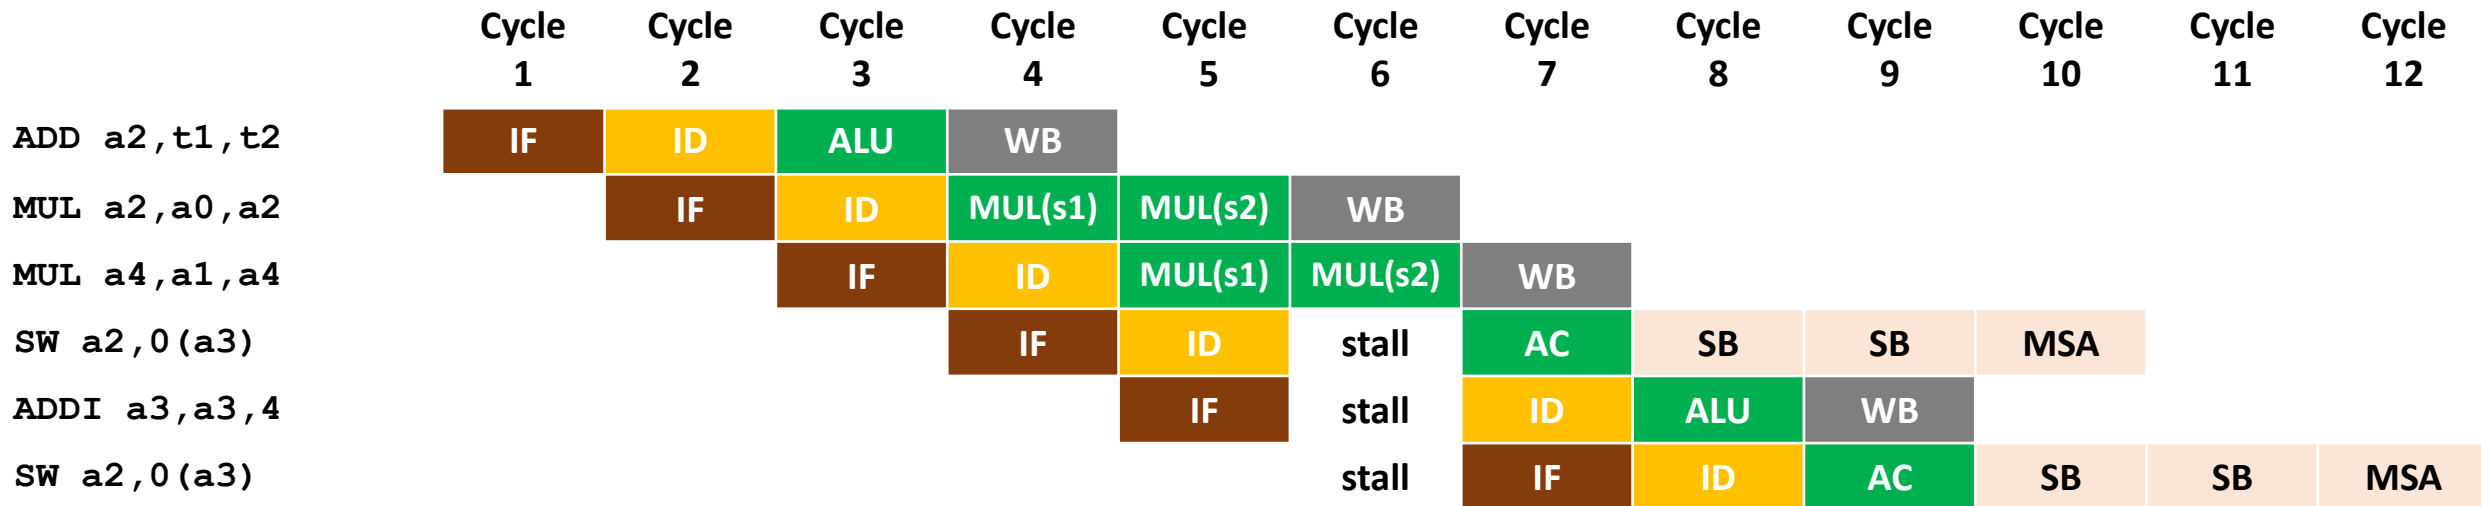 Cycle Cycle Cycle Cycle Cycle Cycle Cycle Cycle Cycle Cycle Cycle Cycle
1 2 3 4 5 6 7 8 9 10 11 12
ADD a2,t1,t2 IF ID ALU WB
MUL a2,a0,a2 IF ID MUL(s1) MUL(s2) WB
MUL a4,a1,a4 IF ID MUL(s1) MUL(s2) WB
SW a2,0(a3) IF ID stall AC SB SB MSA
ADDI a3,a3,4 IF stall ID ALU WB
SW a2,0(a3) stall IF ID AC SB SB MSA